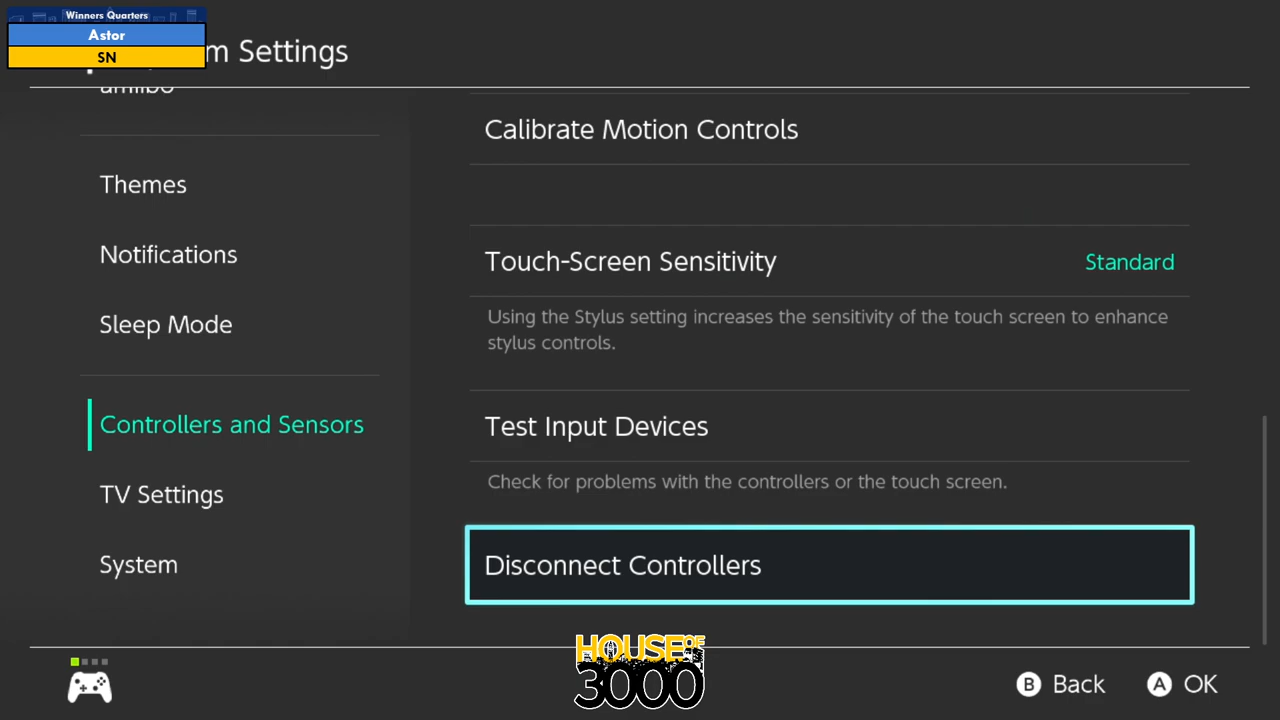 Winners Quarters
Astor
SN
m Settings
amiibo
Themes
Notifications
Sleep Mode
Controllers and Sensors
TV Settings
System
Calibrate Motion Controls
Touch-Screen Sensitivity Standard
Using the Stylus setting increases the sensitivity of the touch screen to enhance
stylus controls.
Test Input Devices
Check for problems with the controllers or the touch screen.
Disconnect Controllers
HOUSE OF
3000
B Back A OK